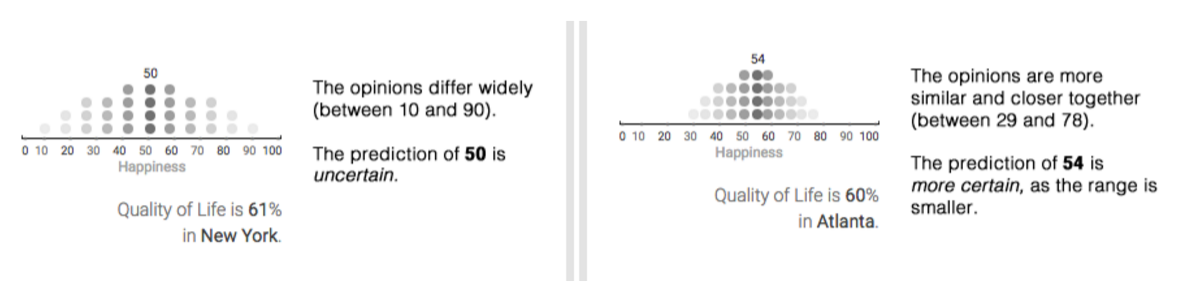 50
0 10 20 30 40 50 60 70 80 90 100
Happiness
Quality of Life is 61%
in New York.
The opinions differ widely
(between 10 and 90).
The prediction of 50 is
uncertain.
54
0 10 20 30 40 50 60 70 80 90 100
Happiness
Quality of Life is 60%
in Atlanta.
The opinions are more
similar and closer together
(between 29 and 78).
The prediction of 54 is
more certain, as the range is
smaller.